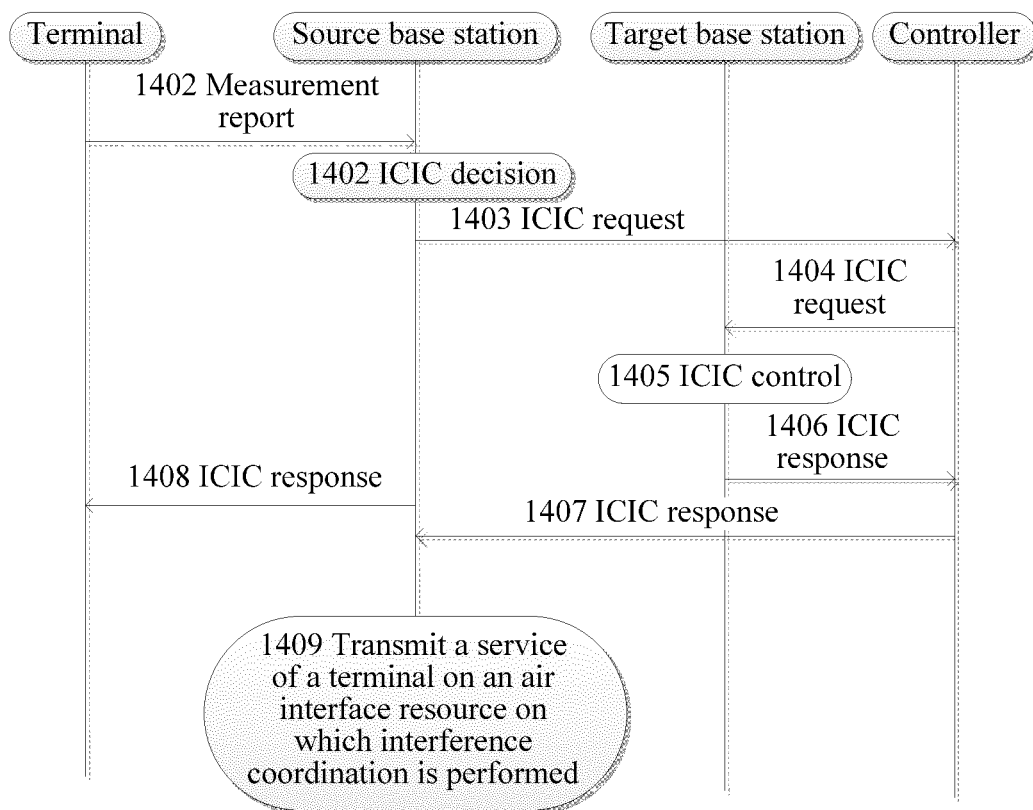 Terminal
Source base station
Target base station
Controller
1402 Measurement
report
1402 ICIC decision
1403 ICIC request
1404 ICIC
request
1405 ICIC control
1406 ICIC
response
1408 ICIC response
1407 ICIC response
1409 Transmit a service
of a terminal on an air
interface resource on
which interference
coordination is performed